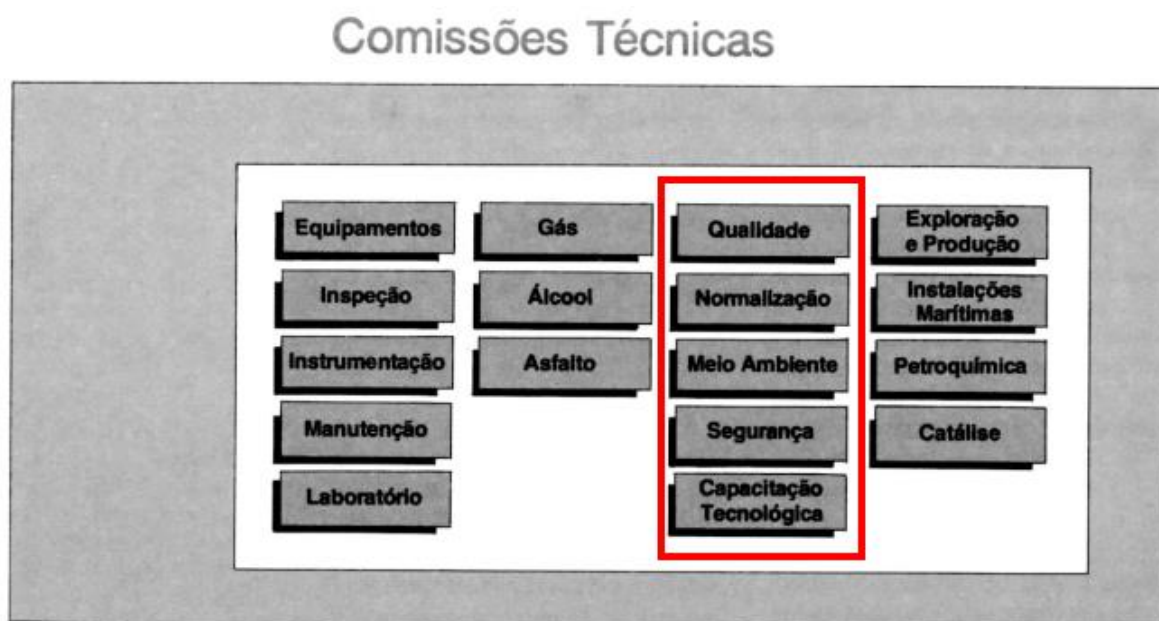 Comissões Técnicas
Equipamentos
Inspeção
Instrumentação
Manutenção
Laboratório
Gás
Álcool
Asfalto
Qualidade
Normalização
Meio Ambiente
Segurança
Capacitação
Tecnológica
Exploração
e Produção
Instalações
Marítimas
Petroquímica
Catálise